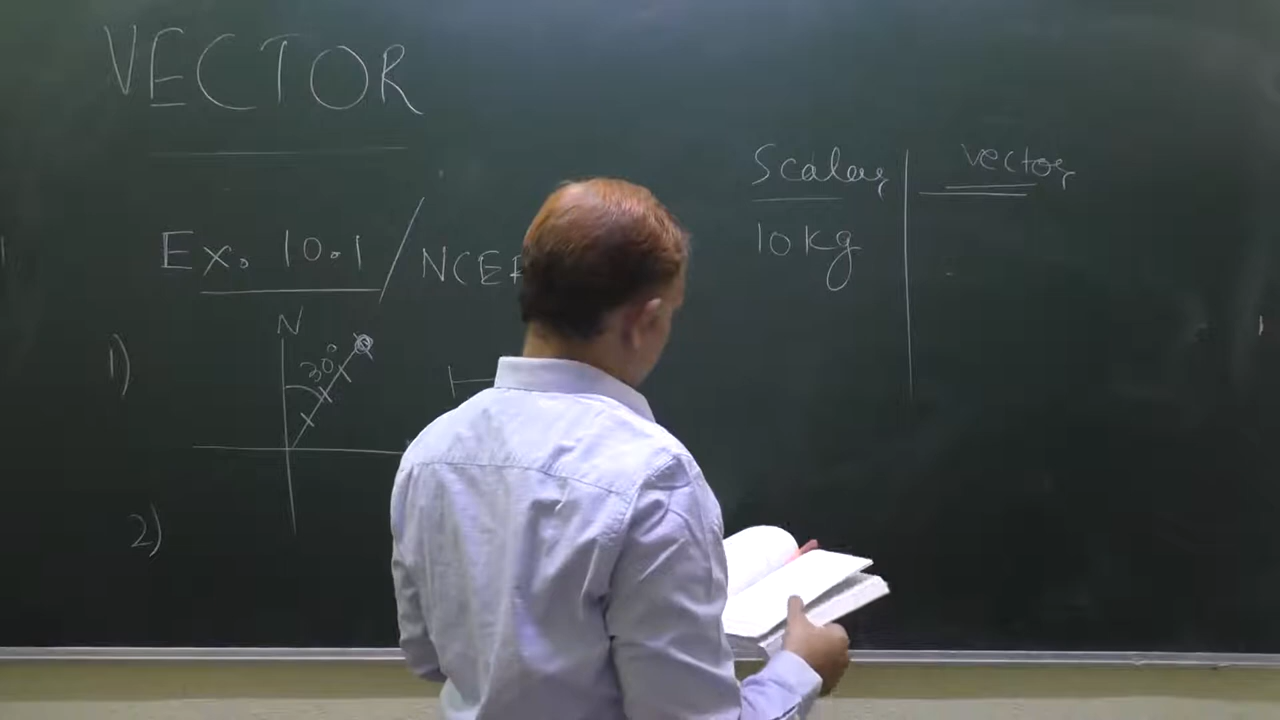 VECTOR
Ex. 10.1 / NCER
1)
N
30°
2)
Scalar
vector
10 kg